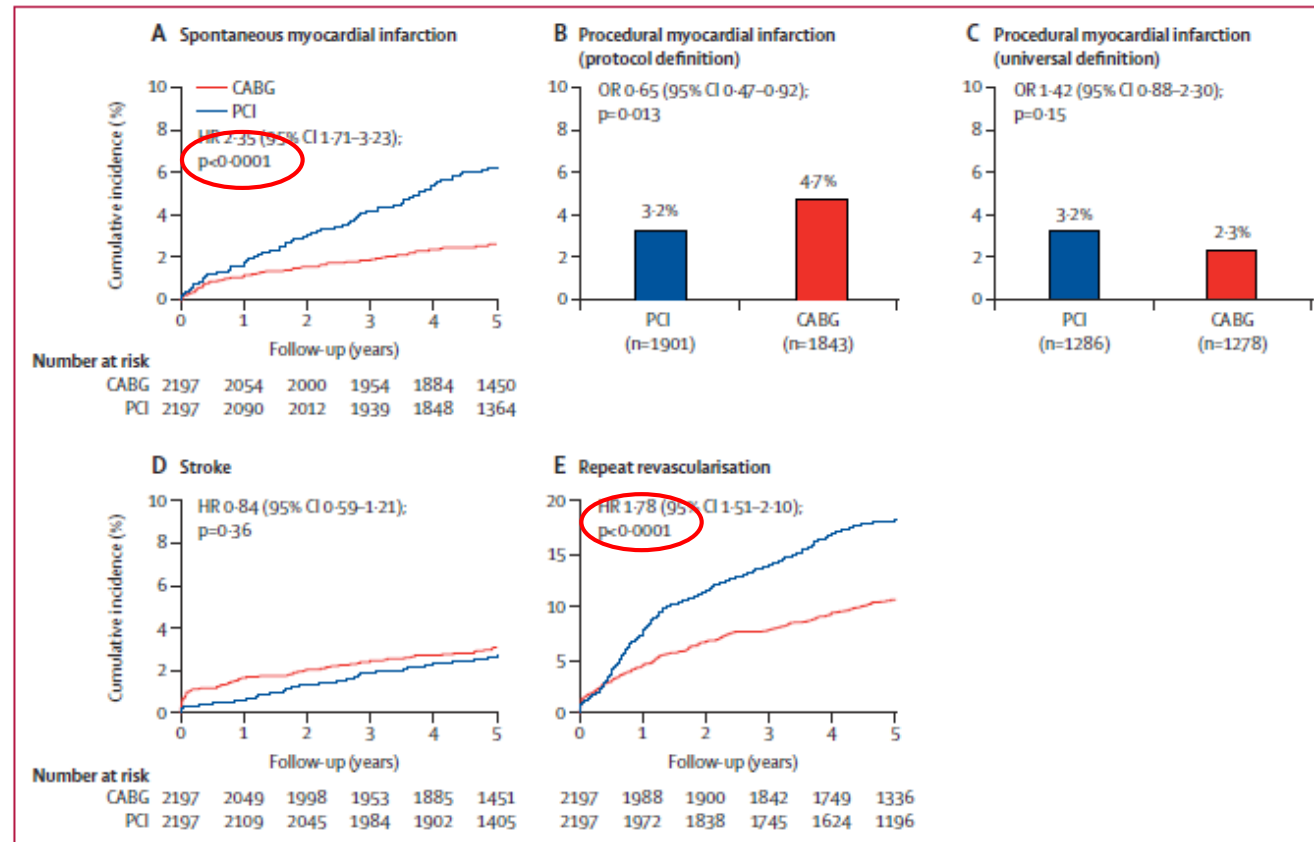 A Spontaneous myocardial infarction
10
8
6
4
2
0
Cumulative incidence (%)
CABG
PCI
HR 2·35 (95% CI 1·71–3·23);
p<0·0001
0 1 2 3 4 5
Follow-up (years)
Number at risk
CABG 2197 2054 2000 1954 1884 1450
PCI 2197 2090 2012 1939 1848 1364
B Procedural myocardial infarction
(protocol definition)
10
8
6
4
2
0
OR 0·65 (95% CI 0·47–0·92);
p=0·013
3·2%
4·7%
PCI CABG
(n=1901) (n=1843)
C Procedural myocardial infarction
(universal definition)
10
8
6
4
2
0
OR 1·42 (95% CI 0·88–2·30);
p=0·15
3·2%
2·3%
PCI CABG
(n=1286) (n=1278)
D Stroke
10
8
6
4
2
0
Cumulative incidence (%)
HR 0·84 (95% CI 0·59–1·21);
p=0·36
0 1 2 3 4 5
Follow-up (years)
Number at risk
CABG 2197 2049 1998 1953 1885 1451
PCI 2197 2109 2045 1984 1902 1405
E Repeat revascularisation
20
15
10
5
0
HR 1·78 (95% CI 1·51–2·10);
p<0·0001
0 1 2 3 4 5
Follow-up (years)
2197 1988 1900 1842 1749 1336
2197 1972 1838 1745 1624 1196